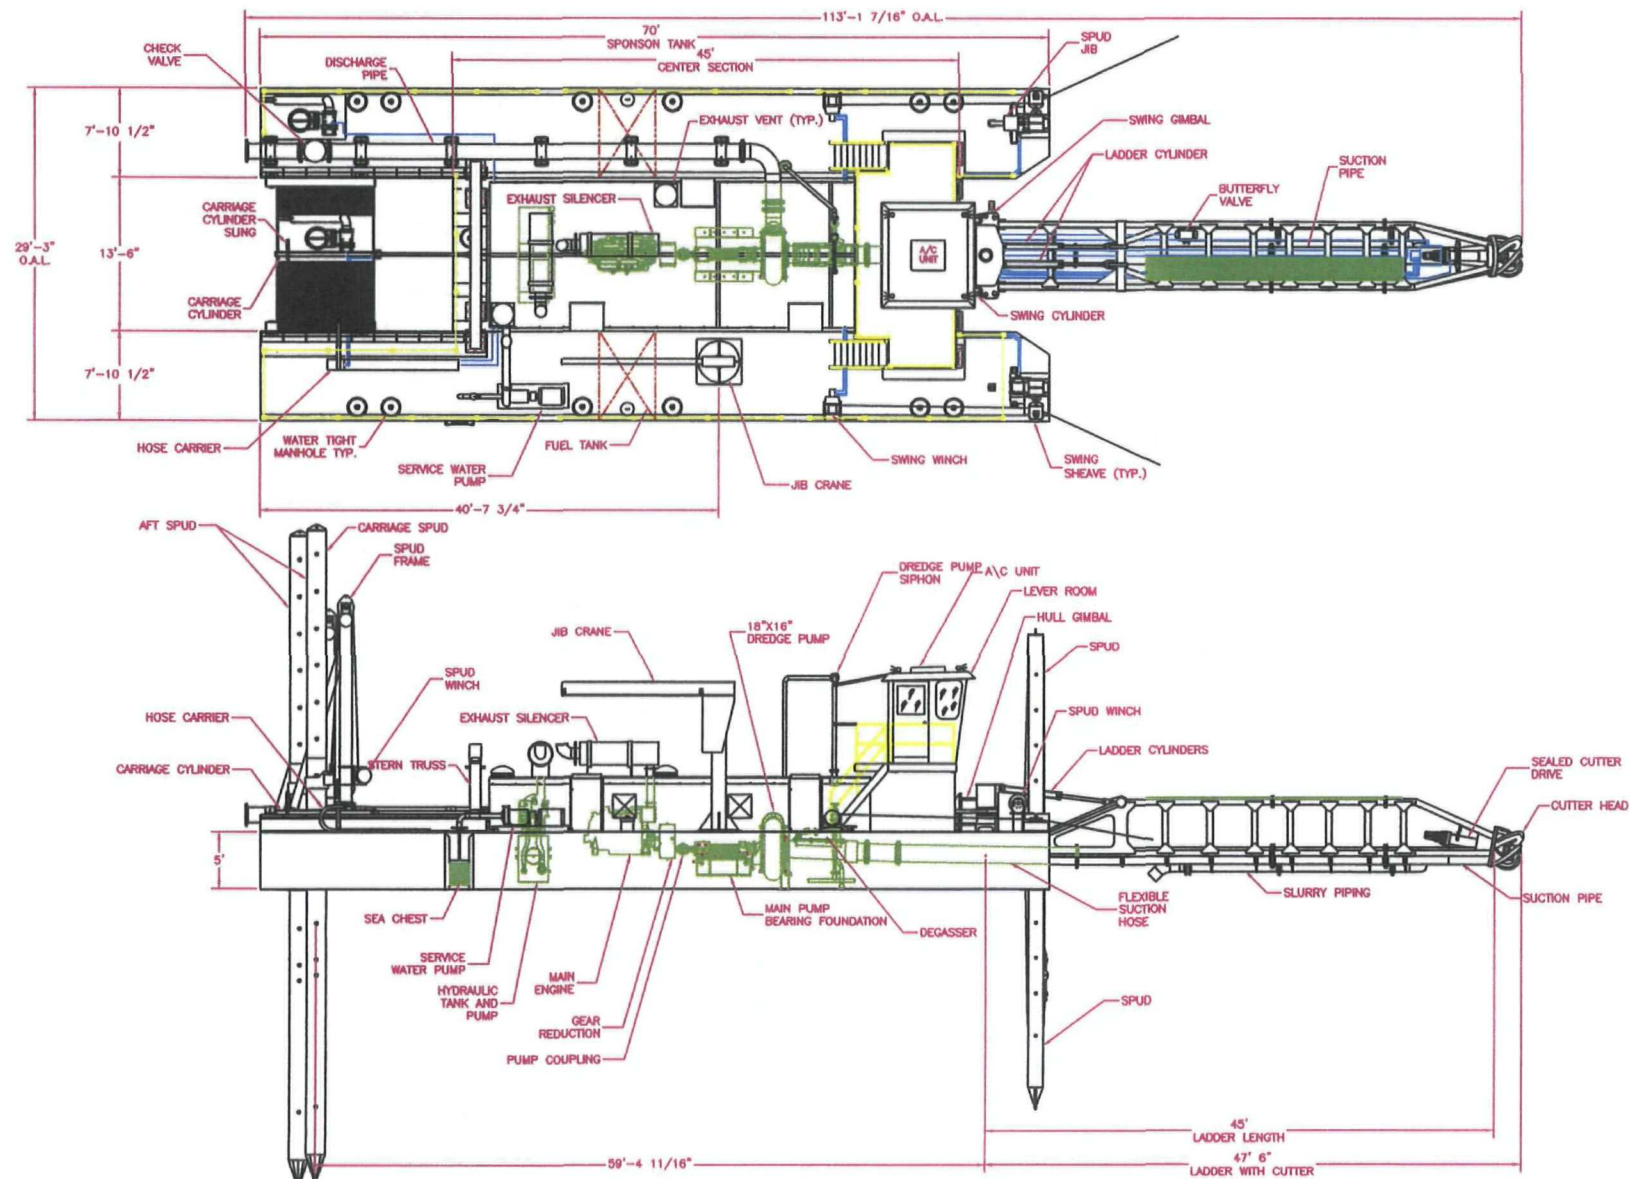 113'-1 7/16" O.A.L.
70'
SPONSON TANK
45'
CENTER SECTION
SPUD
JIB
CHECK
VALVE
DISCHARGE
PIPE
7'-10 1/2"
EXHAUST VENT (TYP.)
SWING GIMBAL
LADDER CYLINDER
SUCTION
PIPE
BUTTERFLY
VALVE
EXHAUST SILENCER
CARRIAGE
CYLINDER
SLING
29'-3"
O.A.L.
13'-6"
A/C
UNIT
CARRIAGE
CYLINDER
SWING CYLINDER
7'-10 1/2"
HOSE CARRIER
WATER TIGHT
MANHOLE TYP.
SERVICE WATER
PUMP
FUEL TANK
JIB CRANE
SWING WINCH
SWING
SHEAVE (TYP.)
40'-7 3/4"
AFT SPUD
CARRIAGE SPUD
SPUD
FRAME
DREDGE PUMP
SIPHON
A\C UNIT
LEVER ROOM
HULL GIMBAL
JIB CRANE
18"X16"
DREDGE PUMP
SPUD
SPUD
WINCH
HOSE CARRIER
EXHAUST SILENCER
SPUD WINCH
CARRIAGE CYLINDER
STERN TRUSS
LADDER CYLINDERS
SEALED CUTTER
DRIVE
CUTTER HEAD
5'
SEA CHEST
MAIN PUMP
BEARING FOUNDATION
DEGASSER
FLEXIBLE
SUCTION
HOSE
SLURRY PIPING
SUCTION PIPE
SERVICE
WATER PUMP
HYDRAULIC
TANK AND
PUMP
MAIN
ENGINE
GEAR
REDUCTION
PUMP COUPLING
SPUD
45'
LADDER LENGTH
59'-4 11/16"
47' 6"
LADDER WITH CUTTER